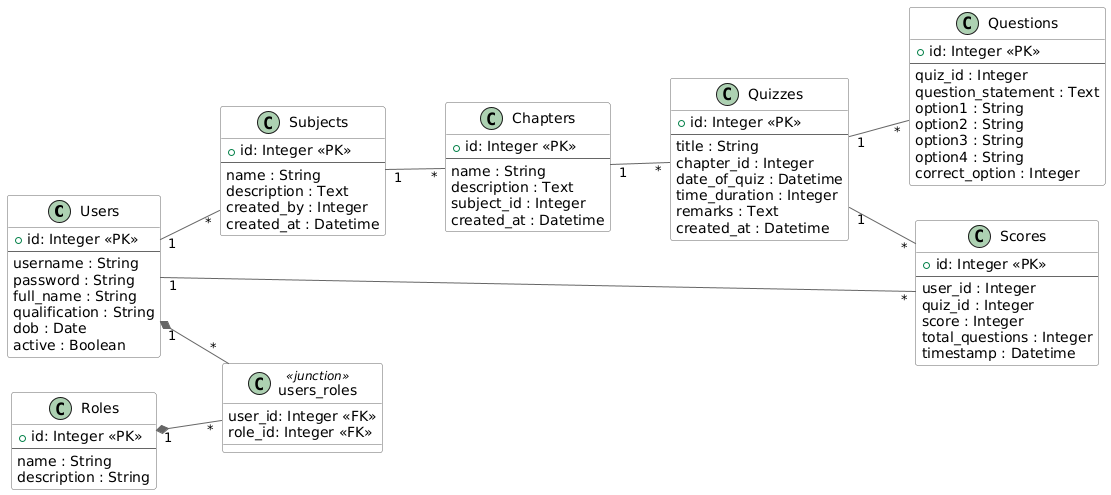 C Users
id: Integer «PK»
username : String
password : String
full_name : String
qualification : String
dob : Date
active : Boolean
C Roles
id: Integer «PK»
name : String
description : String
C Subjects
id: Integer «PK»
name : String
description : Text
created_by : Integer
created_at : Datetime
C «junction»
users_roles
user_id: Integer «FK»
role_id: Integer «FK»
C Chapters
id: Integer «PK»
name : String
description : Text
subject_id : Integer
created_at : Datetime
C Quizzes
id: Integer «PK»
title : String
chapter_id : Integer
date_of_quiz : Datetime
time_duration : Integer
remarks : Text
created_at : Datetime
C Questions
id: Integer «PK»
quiz_id : Integer
question_statement : Text
option1 : String
option2 : String
option3 : String
option4 : String
correct_option : Integer
C Scores
id: Integer «PK»
user_id : Integer
quiz_id : Integer
score : Integer
total_questions : Integer
timestamp : Datetime
1 *
1 *
1 *
1 *
1 *
1 *
1 *
1 *